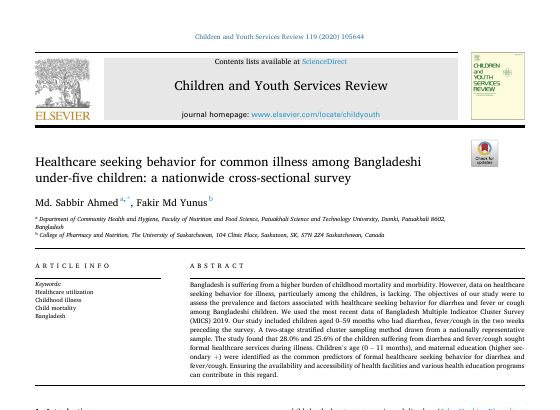 Children and Youth Services Review 119 (2020) 105644
Contents lists available at ScienceDirect
Children and Youth Services Review
journal homepage: www.elsevier.com/locate/childyouth
ELSEVIER
CHILDREN
and
YOUTH
SERVICES
REVIEW
Check for
updates
Healthcare seeking behavior for common illness among Bangladeshi
under-five children: a nationwide cross-sectional survey
Md. Sabbir Ahmed a,*, Fakir Md Yunus b
a Department of Community Health and Hygiene, Faculty of Nutrition and Food Science, Patuakhali Science and Technology University, Dumki, Patuakhali 8602,
Bangladesh
b College of Pharmacy and Nutrition, The University of Saskatchewan, 104 Clinic Place, Saskatoon, SK, S7N 2Z4 Saskatchewan, Canada
ARTICLE INFO
Keywords:
Healthcare utilization
Childhood illness
Child mortality
Bangladesh
ABSTRACT
Bangladesh is suffering from a higher burden of childhood mortality and morbidity. However, data on healthcare
seeking behavior for illness, particularly among the children, is lacking. The objectives of our study were to
assess the prevalence and factors associated with healthcare seeking behavior for diarrhea and fever or cough
among Bangladeshi children. We used the most recent data of Bangladesh Multiple Indicator Cluster Survey
(MICS) 2019. Our study included children aged 0–59 months who had diarrhea, fever/cough in the two weeks
preceding the survey. A two-stage stratified cluster sampling method drawn from a nationally representative
sample. The study found that 28.0% and 25.6% of the children suffering from diarrhea and fever/cough sought
formal healthcare services during illness. Children's age (0 – 11 months), and maternal education (higher sec-
ondary +) were identified as the common predictors of formal healthcare seeking behavior for diarrhea and
fever/cough. Ensuring the availability and accessibility of health facilities and various health education programs
can contribute in this regard.